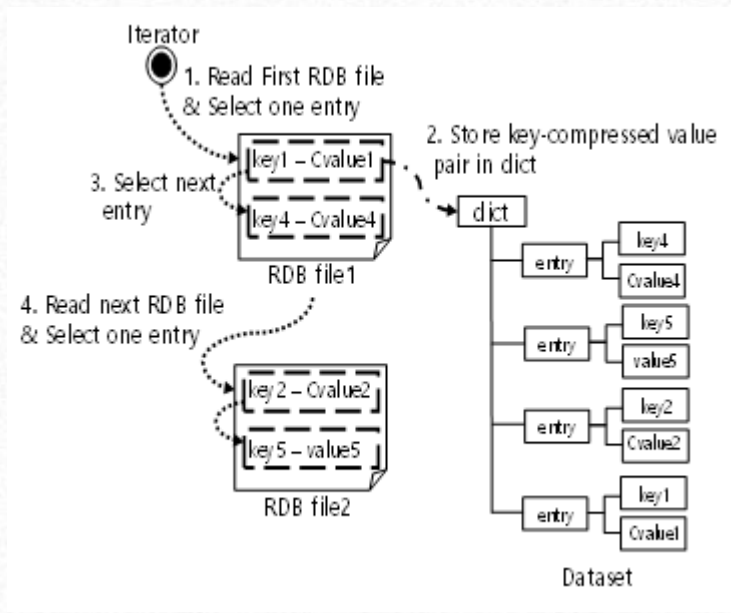 Iterator
1. Read First RDB file
& Select one entry
key1 – Cvalue1
3. Select next
entry
key4 – Cvalue4
RDB file1
2. Store key-compressed value
pair in dict
dict
entry
key4
Cvalue4
entry
key5
value5
entry
key2
Cvalue2
entry
key1
Cvalue1
Dataset
4. Read next RDB file
& Select one entry
key2 – Cvalue2
key5 – value5
RDB file2